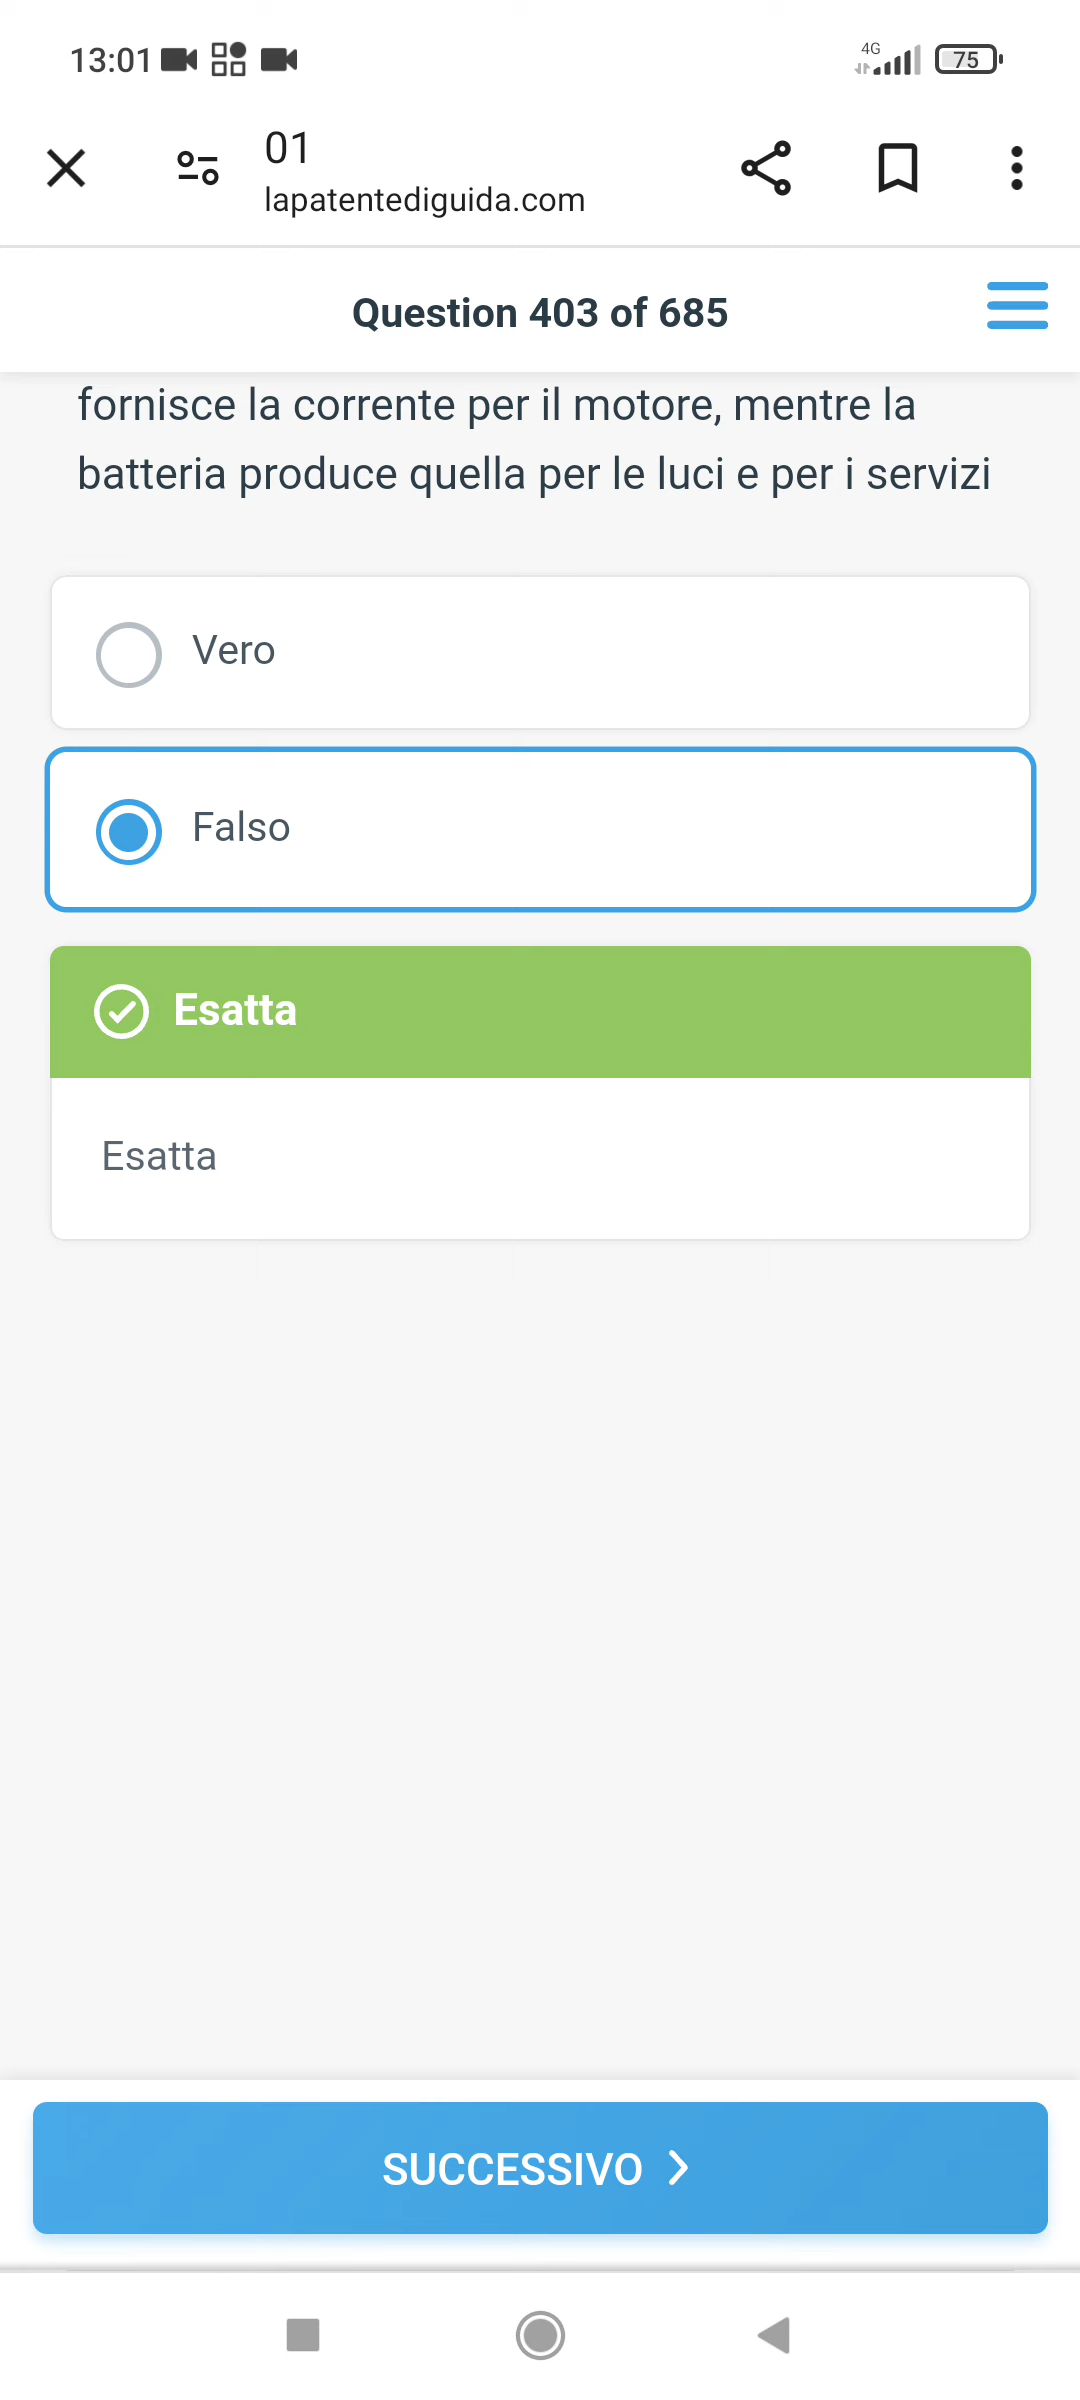 13:01
4G
75
01
lapatentediguida.com
Question 403 of 685
fornisce la corrente per il motore, mentre la
batteria produce quella per le luci e per i servizi
Vero
Falso
Esatta
Esatta
SUCCESSIVO